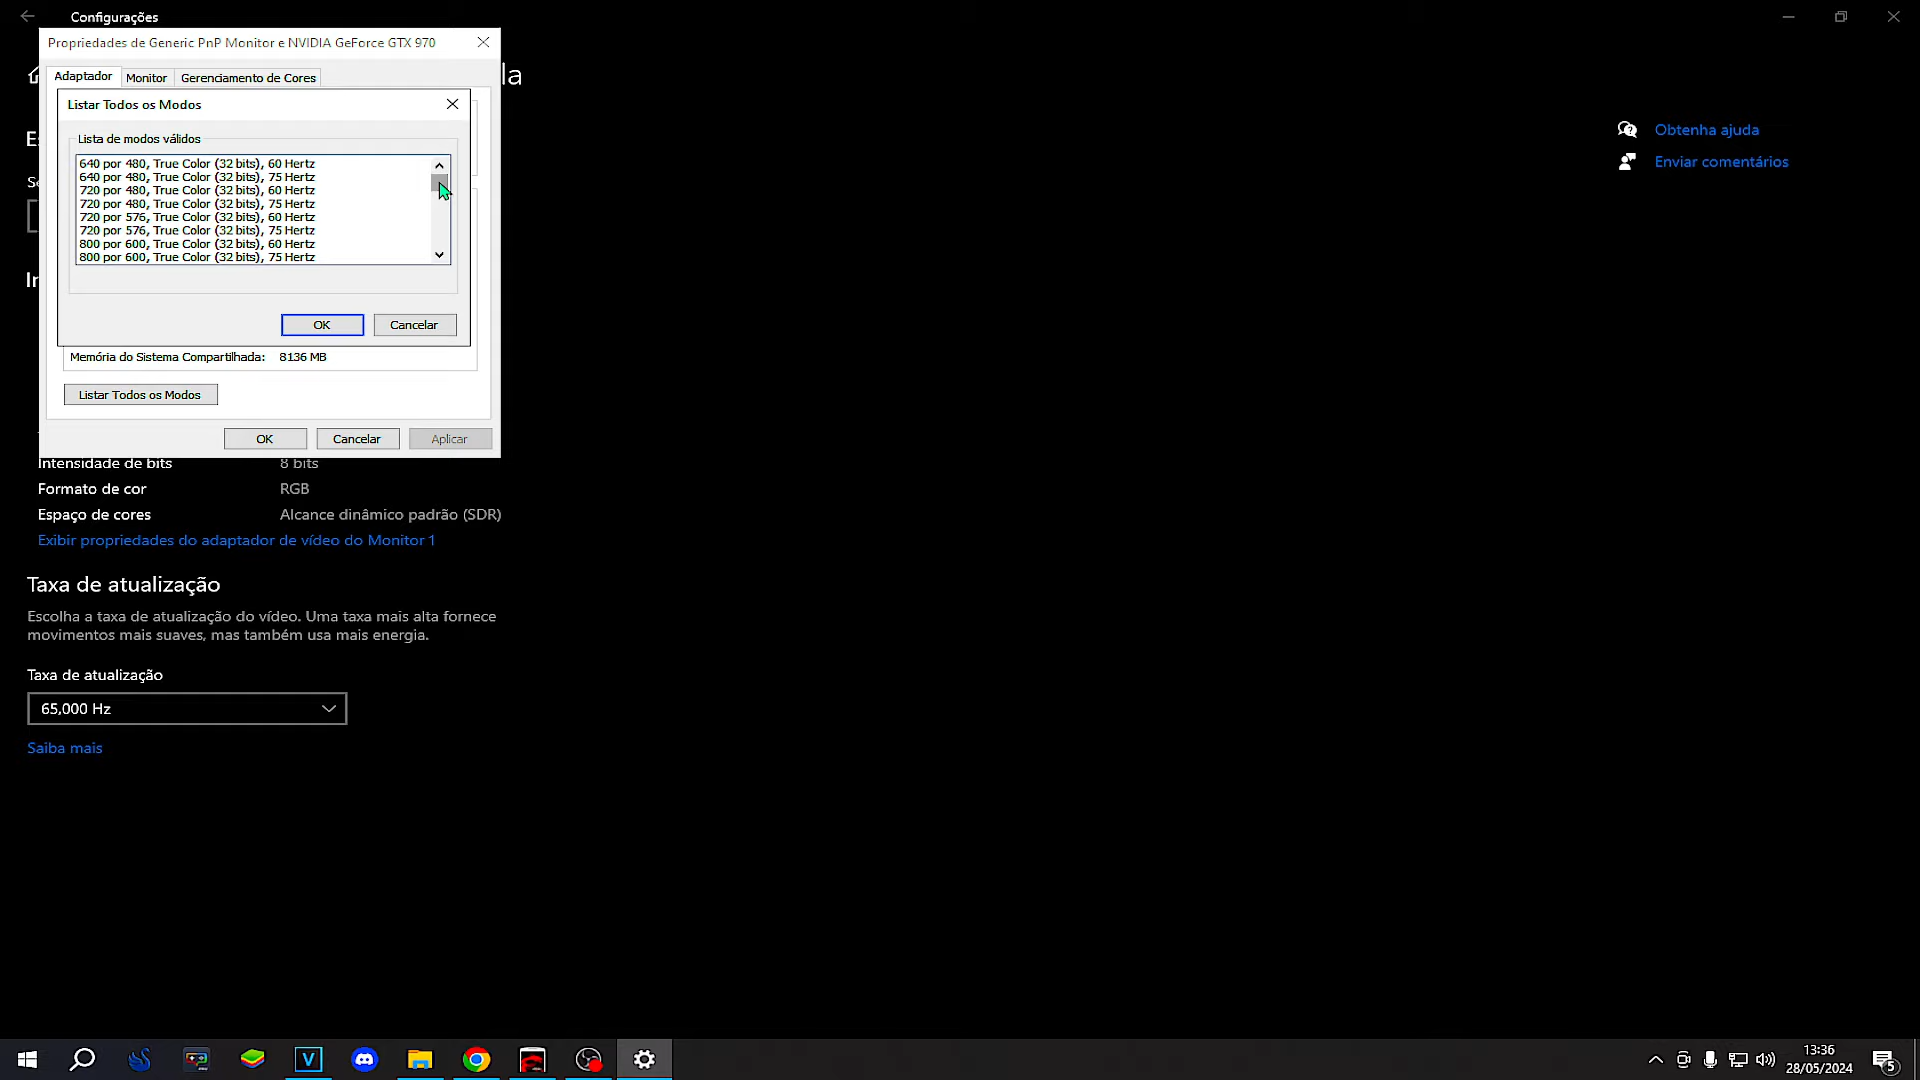 Configurações
Propriedades de Generic PnP Monitor e NVIDIA GeForce GTX 970
la
Adaptador
Monitor
Gerenciamento de Cores
Listar Todos os Modos
Lista de modos válidos
640 por 480, True Color (32 bits), 60 Hertz
640 por 480, True Color (32 bits), 75 Hertz
720 por 480, True Color (32 bits), 60 Hertz
720 por 480, True Color (32 bits), 75 Hertz
720 por 576, True Color (32 bits), 60 Hertz
720 por 576, True Color (32 bits), 75 Hertz
800 por 600, True Color (32 bits), 60 Hertz
800 por 600, True Color (32 bits), 75 Hertz
OK
Cancelar
Memória do Sistema Compartilhada: 8136 MB
Listar Todos os Modos
OK
Cancelar
Aplicar
Obtenha ajuda
Enviar comentários
Intensidade de bits 8 bits
Formato de cor RGB
Espaço de cores Alcance dinâmico padrão (SDR)
Exibir propriedades do adaptador de vídeo do Monitor 1
Taxa de atualização
Escolha a taxa de atualização do vídeo. Uma taxa mais alta fornece
movimentos mais suaves, mas também usa mais energia.
Taxa de atualização
65,000 Hz
Saiba mais
V
13:36
28/05/2024
5